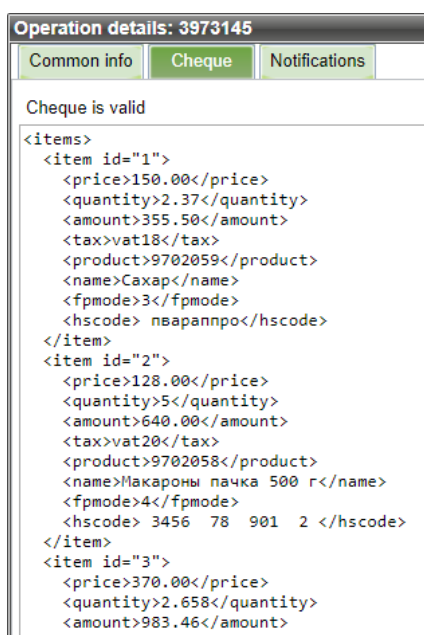 Operation details: 3973145
Common info Cheque Notifications
Cheque is valid
<items>
<item id="1">
<price>150.00</price>
<quantity>2.37</quantity>
<amount>355.50</amount>
<tax>vat18</tax>
<product>9702059</product>
<name>Сахар</name>
<fpmode>3</fpmode>
<hscode> пвараппро</hscode>
</item>
<item id="2">
<price>128.00</price>
<quantity>5</quantity>
<amount>640.00</amount>
<tax>vat20</tax>
<product>9702058</product>
<name>Макароны пачка 500 г</name>
<fpmode>4</fpmode>
<hscode> 3456  78  901  2 </hscode>
</item>
<item id="3">
<price>370.00</price>
<quantity>2.658</quantity>
<amount>983.46</amount>